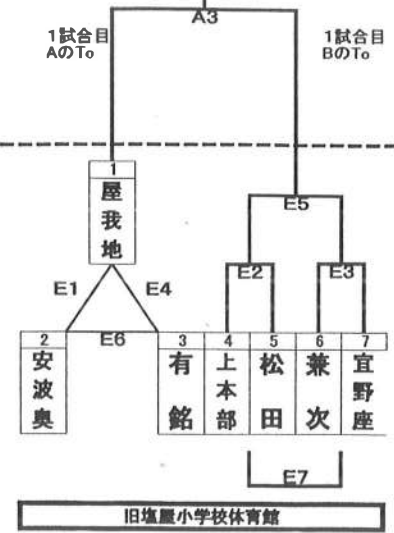 A3
1試合目
AのTo
1試合目
BのTo
1
屋我地
E5
E2
E3
E1
E4
E6
2
安波奥
3
有銘
4
上本部
5
松田
6
兼次
7
宜野座
E7
旧塩屋小学校体育館